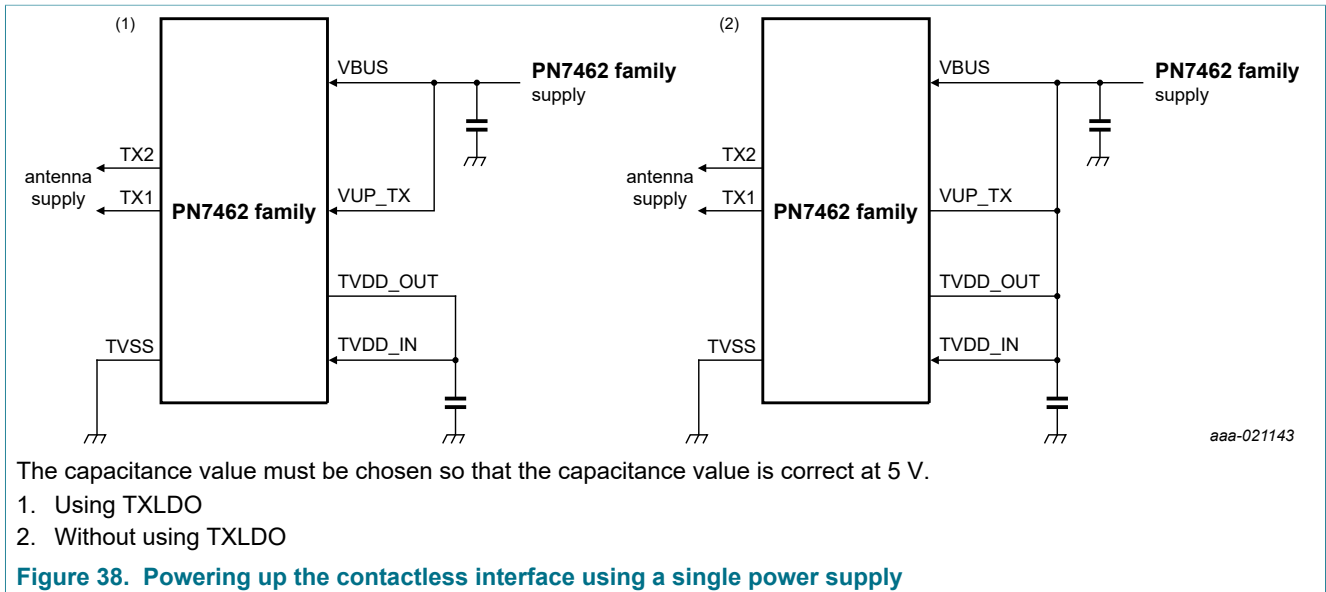 (1)
VBUS
PN7462 family
supply
TX2
antenna
supply
TX1
PN7462 family
VUP_TX
TVDD_OUT
TVSS
TVDD_IN
(2)
VBUS
PN7462 family
supply
TX2
antenna
supply
TX1
PN7462 family
VUP_TX
TVDD_OUT
TVSS
TVDD_IN
aaa-021143
The capacitance value must be chosen so that the capacitance value is correct at 5 V.
1. Using TXLDO
2. Without using TXLDO
Figure 38. Powering up the contactless interface using a single power supply